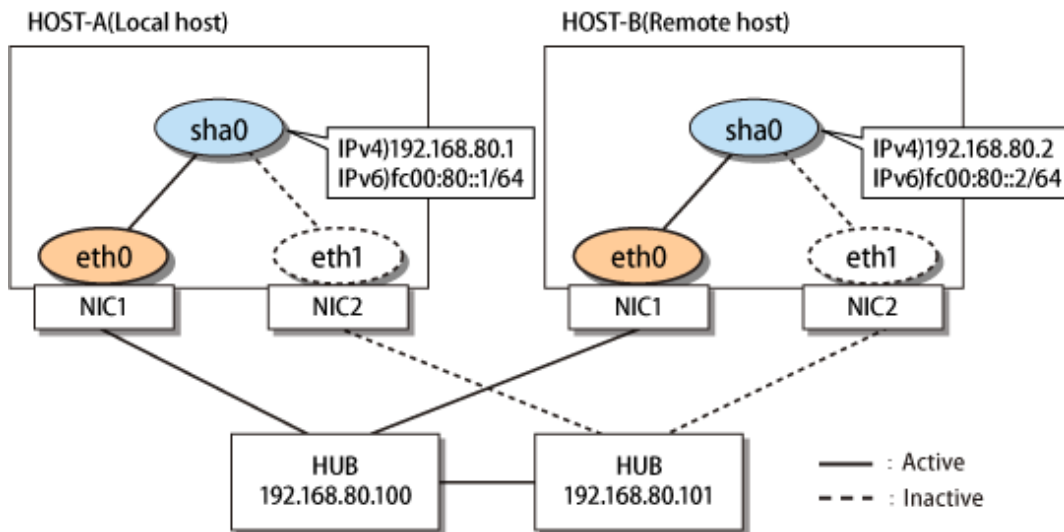 HOST-A(Local host)
HOST-B(Remote host)
sha0
IPv4)192.168.80.1
IPv6)fc00:80::1/64
sha0
IPv4)192.168.80.2
IPv6)fc00:80::2/64
eth0
eth1
eth0
eth1
NIC1
NIC2
NIC1
NIC2
HUB
192.168.80.100
HUB
192.168.80.101
: Active
: Inactive